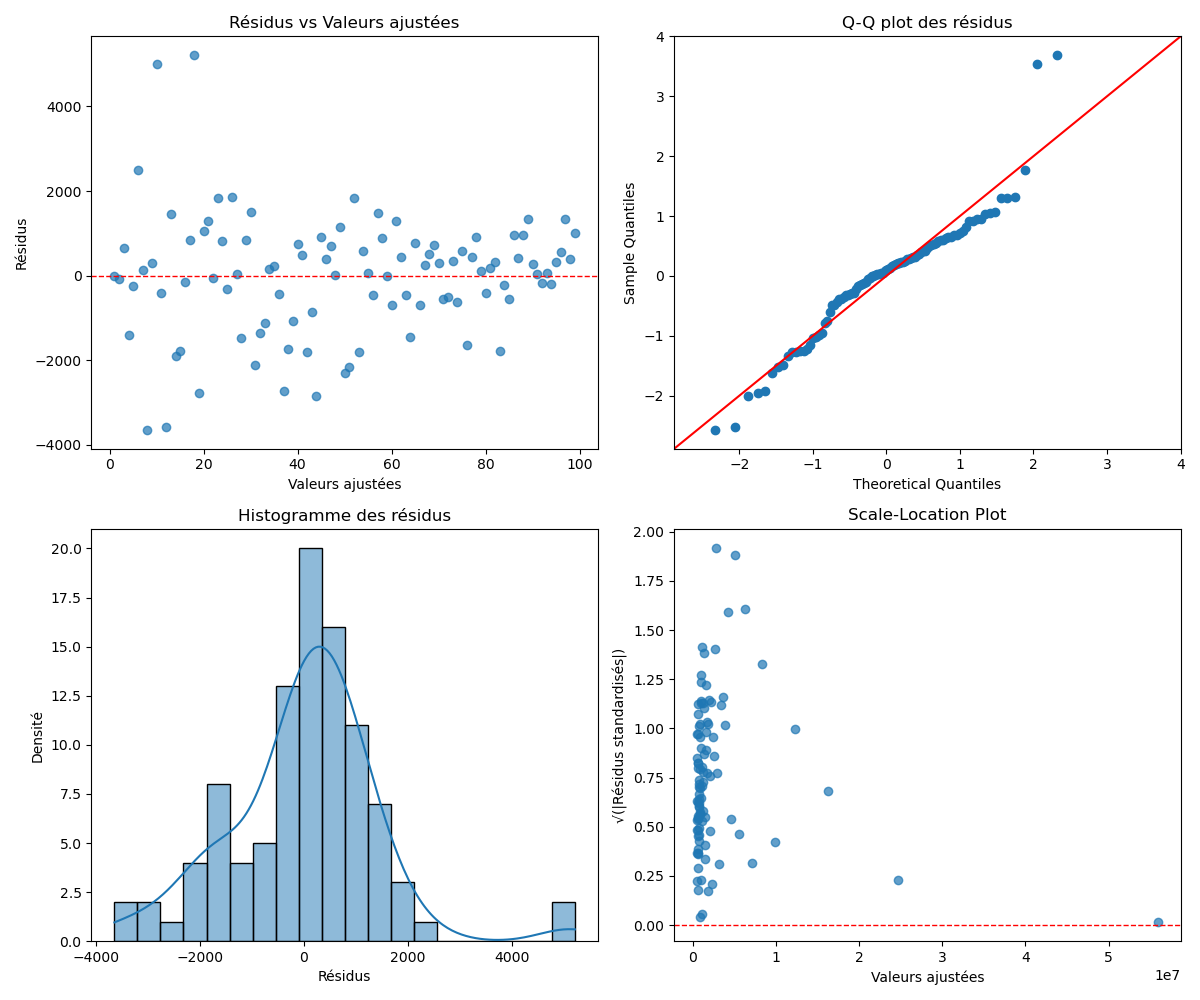 Résidus vs Valeurs ajustées
Résidus
4000
2000
0
−2000
−4000
0 20 40 60 80 100
Valeurs ajustées
Q-Q plot des résidus
Sample Quantiles
4
3
2
1
0
−1
−2
−2 −1 0 1 2 3 4
Theoretical Quantiles
Histogramme des résidus
Densité
20.0
17.5
15.0
12.5
10.0
7.5
5.0
2.5
0.0
−4000 −2000 0 2000 4000
Résidus
Scale-Location Plot
√(|Résidus standardisés|)
2.00
1.75
1.50
1.25
1.00
0.75
0.50
0.25
0.00
0 1 2 3 4 5
1e7
Valeurs ajustées